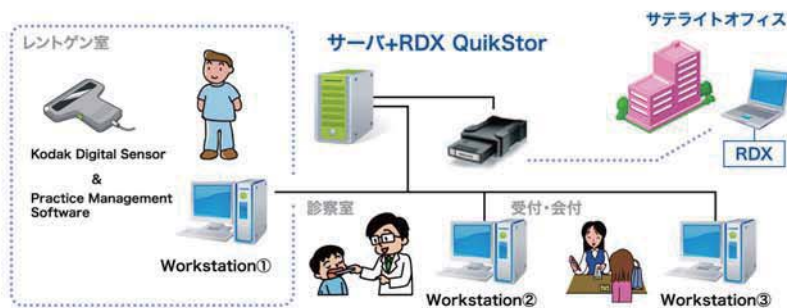 レントゲン室
Kodak Digital Sensor
&
Practice Management
Software
Workstation①
サーバ+RDX QuikStor
サテライトオフィス
RDX
診察室
Workstation②
受付・会付
Workstation③